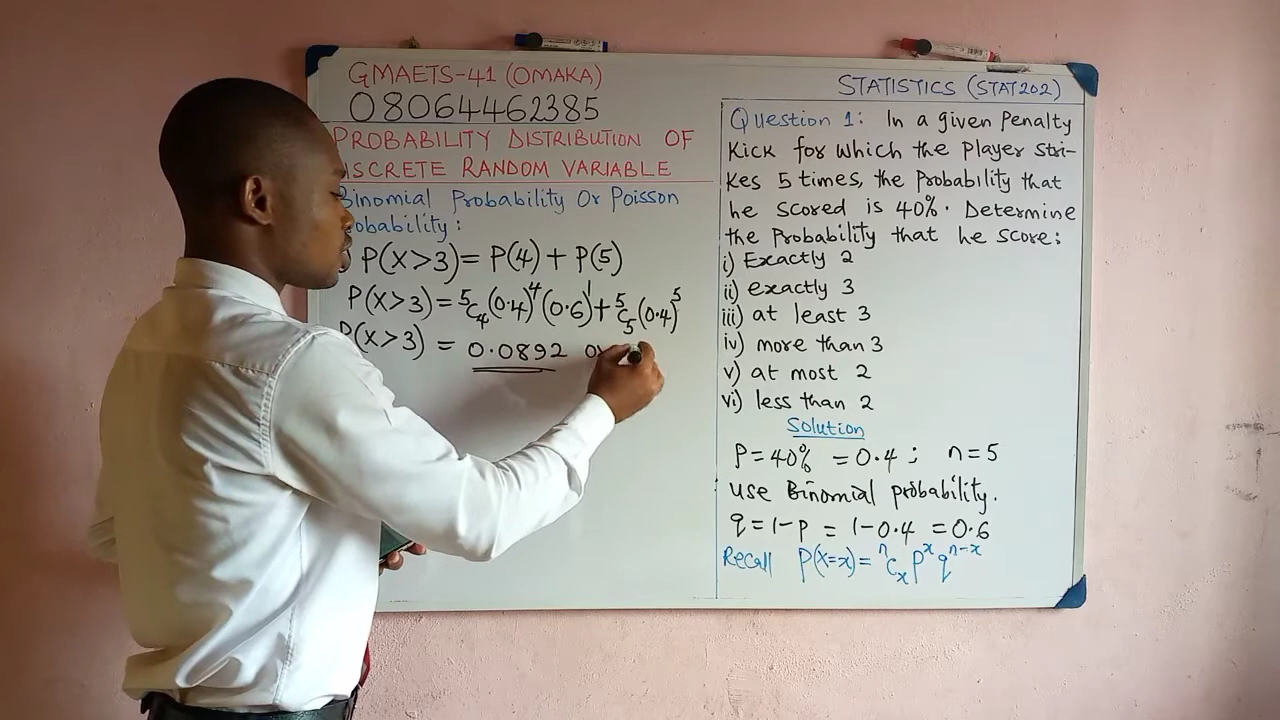 GMAETS-41 (OMAKA)
08064462385
PROBABILITY DISTRIBUTION OF
DISCRETE RANDOM VARIABLE
Binomial Probability Or Poisson
Probability:
) P(X>3) = P(4) + P(5)
P(X>3) = ⁵C₄(0.4)⁴(0.6)¹ + ⁵C₅(0.4)⁵
P(X>3) = 0.0892
STATISTICS (STAT202)
Question 1: In a given Penalty
Kick for which the Player Stri-
Kes 5 times, the Probability that
he scored is 40%. Determine
the Probability that he score:
i) Exactly 2
ii) exactly 3
iii) at least 3
iv) more than 3
v) at most 2
vi) less than 2
Solution
P = 40% = 0.4 ; n = 5
use Binomial probability.
q = 1-p = 1-0.4 = 0.6
Recall P(X=x) = ⁿCₓ pˣ qⁿ⁻ˣ